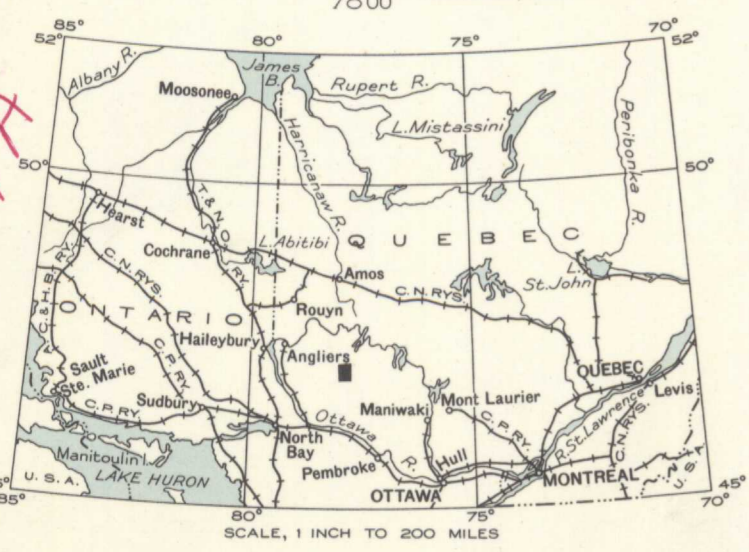 7800
85°
80°
75°
70°
52°
52°
James
B.
Albany R.
Moosonee
Rupert R.
L. Mistassini
Peribonka R.
Harricanaw R.
50°
50°
T. & N. O. RY.
Hearst
Cochrane
L. Abitibi
QUEBEC
Amos
C. N. RYS.
L.
St. John
C. N. RYS.
A. C. & H. B. RY.
ONTARIO
Rouyn
Haileybury
Angliers
C. P. RY.
QUEBEC
Levis
Sault
Ste. Marie
Sudbury
C. P. RY.
Maniwaki
Mont Laurier
C. P. RY.
R. St. Lawrence
C. N. RYS.
North
Bay
Ottawa R.
Pembroke
Hull
OTTAWA
MONTREAL
Manitoulin I.
LAKE HURON
U. S. A.
U. S. A.
85°
80°
75°
70°
45°
SCALE, 1 INCH TO 200 MILES